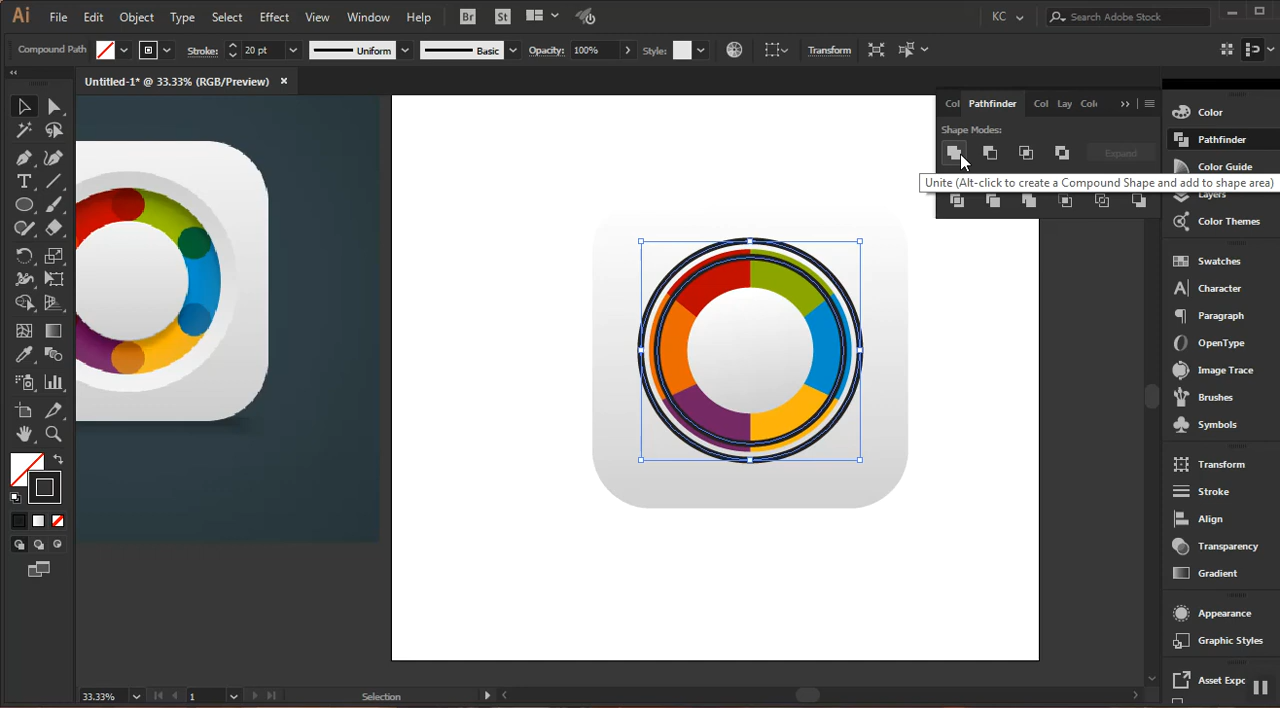 Ai File Edit Object Type Select Effect View Window Help Br St KC Search Adobe Stock
Compound Path Stroke: 20 pt Uniform Basic Opacity: 100% Style: Transform
Untitled-1* @ 33.33% (RGB/Preview)
Col Pathfinder Col Lay Colo
Shape Modes:
Expand
Unite (Alt-click to create a Compound Shape and add to shape area)
Color
Pathfinder
Color Guide
Layers
Color Themes
Swatches
Character
Paragraph
OpenType
Image Trace
Brushes
Symbols
Transform
Stroke
Align
Transparency
Gradient
Appearance
Graphic Styles
Asset Expo
33.33% 1 Selection